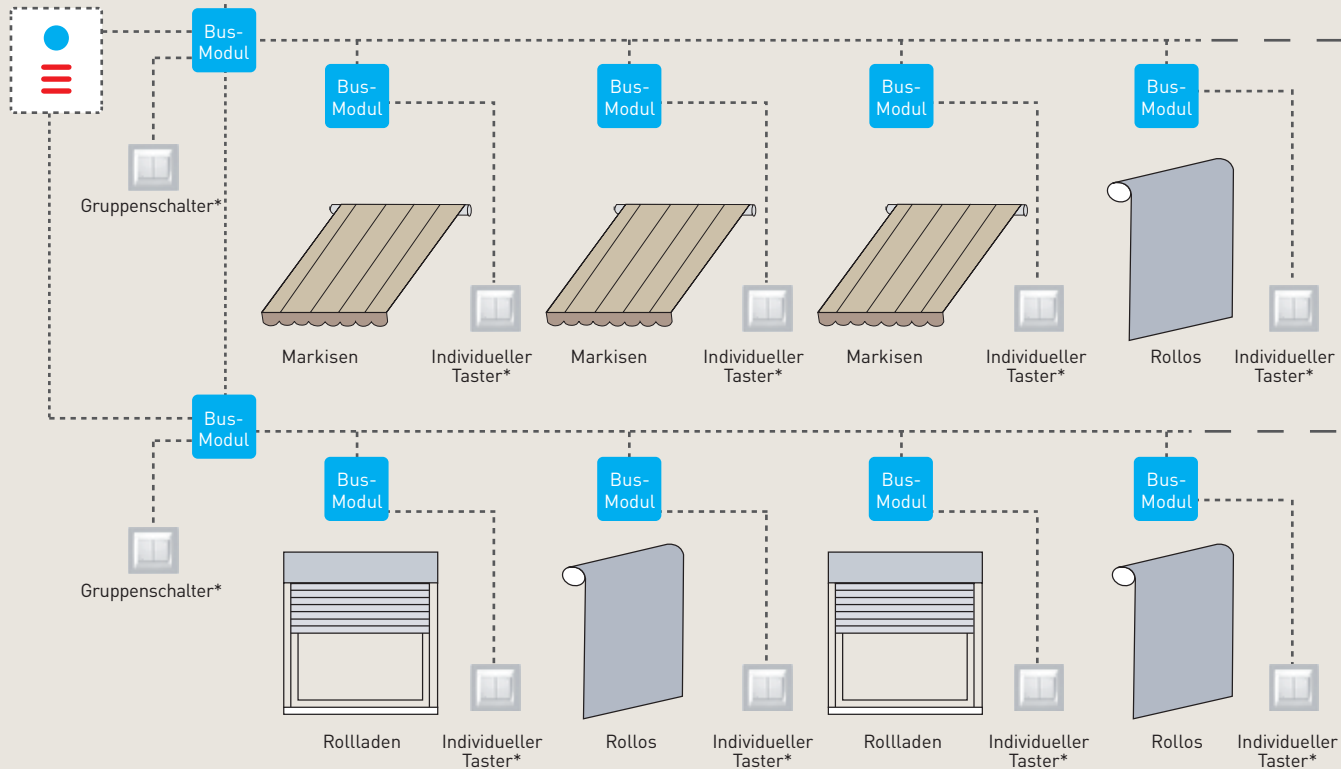 Bus-
Modul
Bus-
Modul
Bus-
Modul
Bus-
Modul
Bus-
Modul
Gruppenschalter*
Markisen
Individueller
Taster*
Markisen
Individueller
Taster*
Markisen
Individueller
Taster*
Rollos
Individueller
Taster*
Bus-
Modul
Bus-
Modul
Bus-
Modul
Bus-
Modul
Bus-
Modul
Gruppenschalter*
Rollladen
Individueller
Taster*
Rollos
Individueller
Taster*
Rollladen
Individueller
Taster*
Rollos
Individueller
Taster*